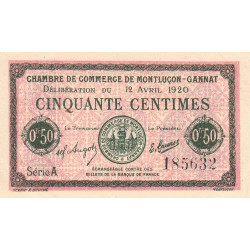 CHAMBRE DE COMMERCE DE MONTLUÇON-GANNAT
DÉLIBÉRATION DU 12 AVRIL 1920
CINQUANTE CENTIMES
0f50 Le Trésorier Le Président 0f50
Série A 185632
REMBOURSABLE CONTRE DES
BILLETS DE LA BANQUE DE FRANCE